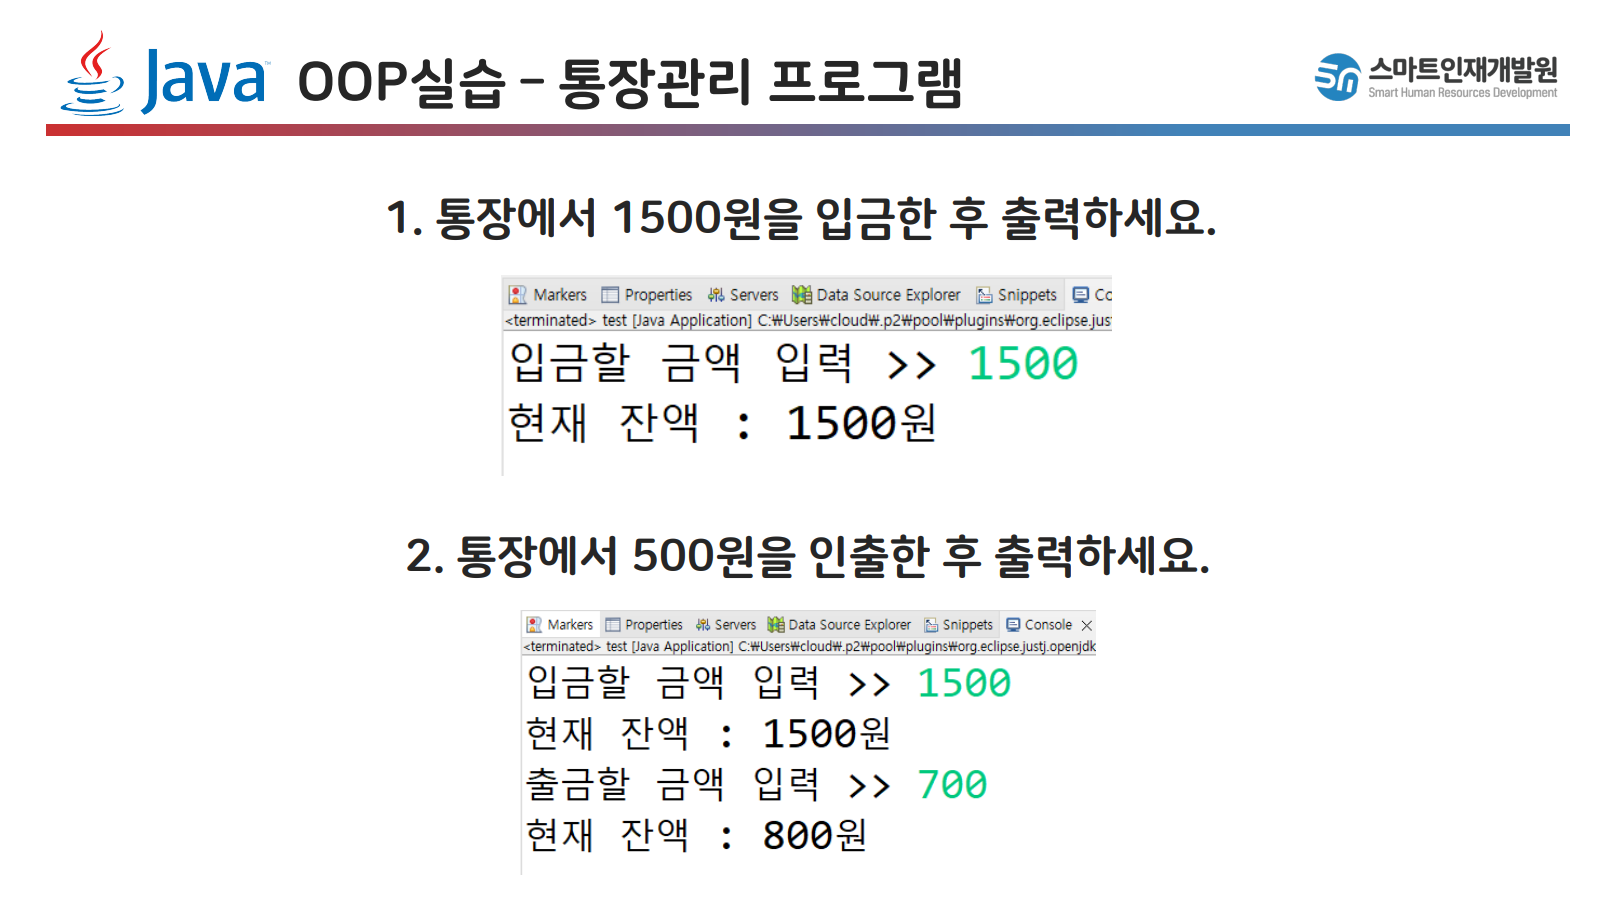 Java™ OOP실습 - 통장관리 프로그램
스마트인재개발원
Smart Human Resources Development
1. 통장에서 1500원을 입금한 후 출력하세요.
Markers Properties Servers Data Source Explorer Snippets Co
<terminated> test [Java Application] C:₩Users₩cloud₩.p2₩pool₩plugins₩org.eclipse.jus
입금할 금액 입력 >> 1500
현재 잔액 : 1500원
2. 통장에서 500원을 인출한 후 출력하세요.
Markers Properties Servers Data Source Explorer Snippets Console
<terminated> test [Java Application] C:₩Users₩cloud₩.p2₩pool₩plugins₩org.eclipse.justj.openjdk
입금할 금액 입력 >> 1500
현재 잔액 : 1500원
출금할 금액 입력 >> 700
현재 잔액 : 800원